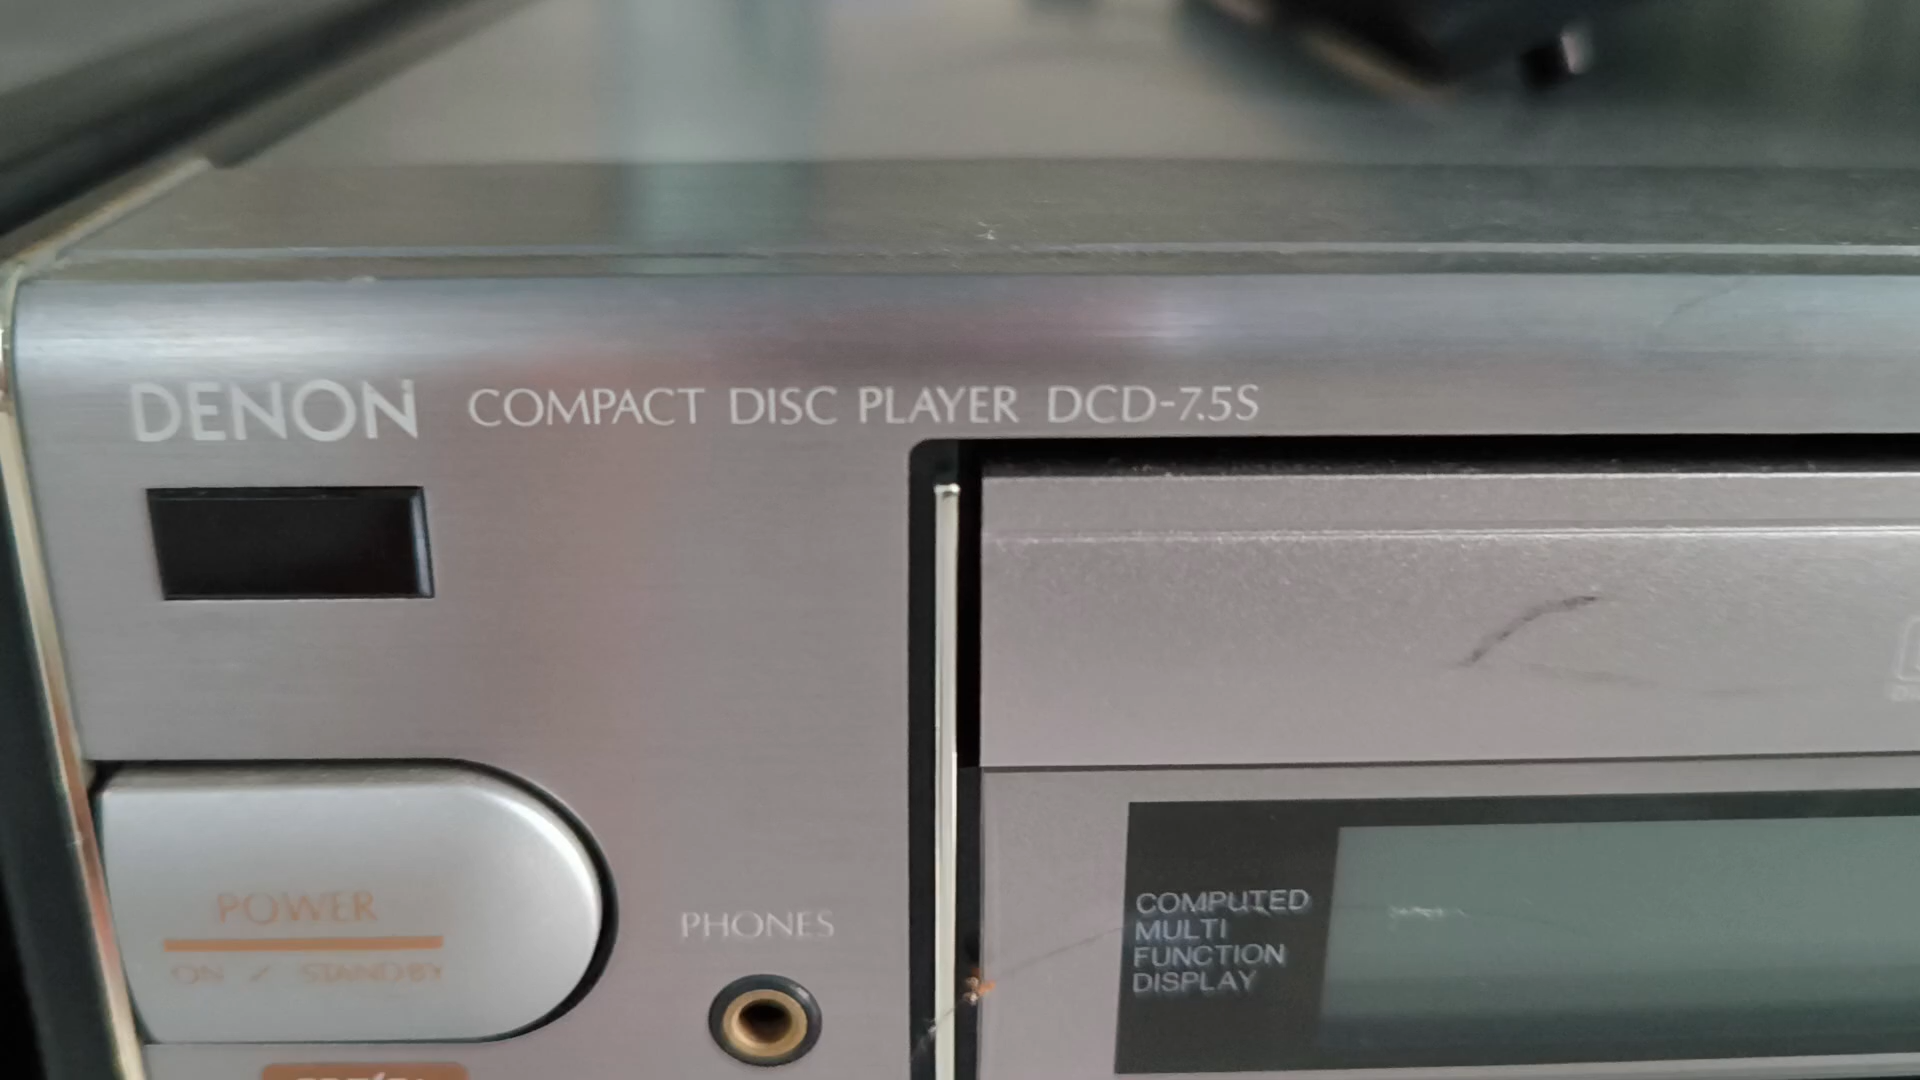 DENON COMPACT DISC PLAYER DCD-7.5S
POWER
ON / STANDBY
PHONES
COMPUTED
MULTI
FUNCTION
DISPLAY